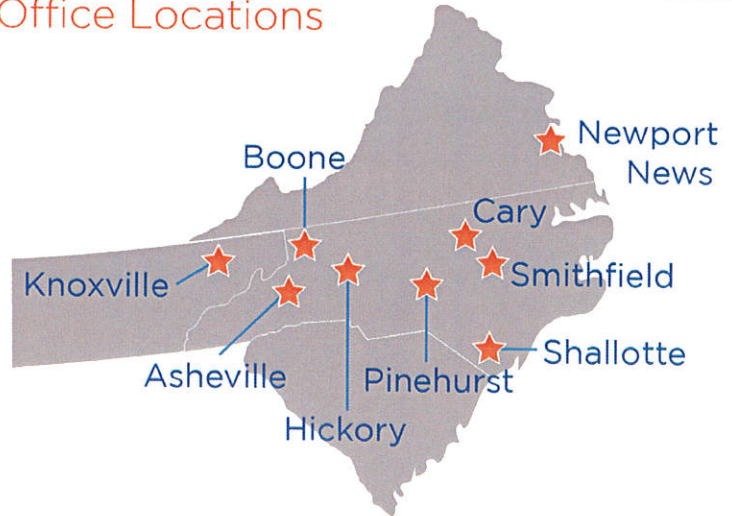 Office Locations
Newport
News
Boone
Cary
Knoxville
Smithfield
Asheville
Shallotte
Pinehurst
Hickory